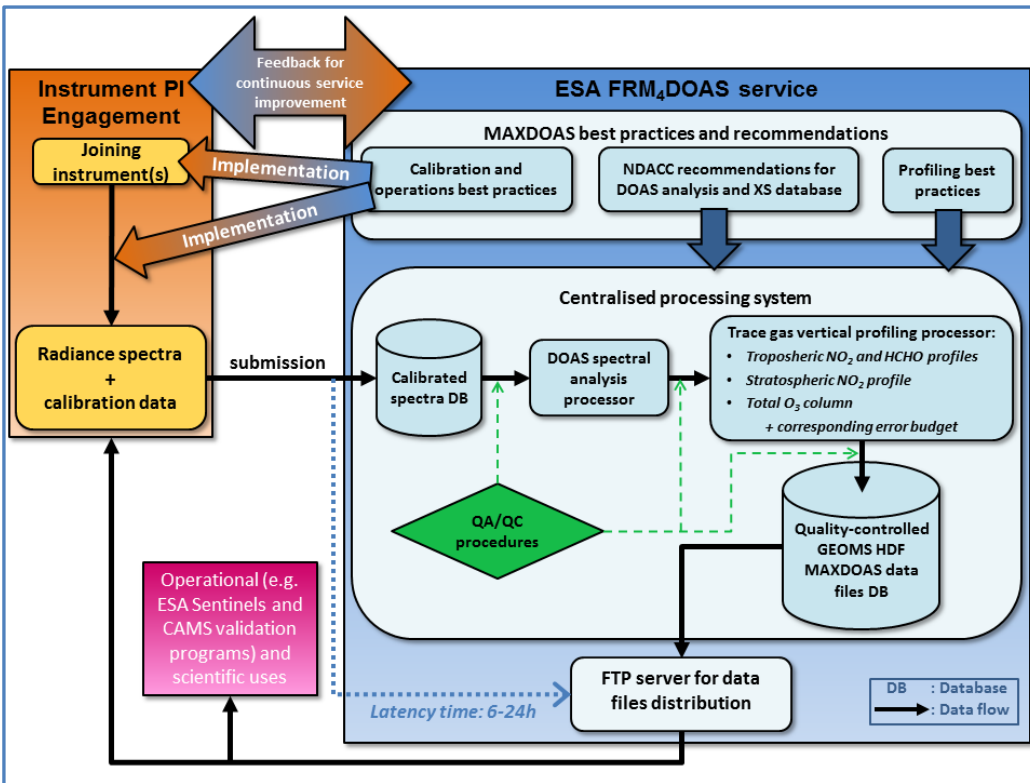 Feedback for
continuous service
improvement
Instrument PI
Engagement
Joining
instrument(s)
Implementation
Implementation
Radiance spectra
+
calibration data
submission
ESA FRM4DOAS service
MAXDOAS best practices and recommendations
Calibration and
operations best practices
NDACC recommendations for
DOAS analysis and XS database
Profiling best
practices
Centralised processing system
Calibrated
spectra DB
DOAS spectral
analysis
processor
Trace gas vertical profiling processor:
• Troposheric NO2 and HCHO profiles
• Stratospheric NO2 profile
• Total O3 column
+ corresponding error budget
QA/QC
procedures
Quality-controlled
GEOMS HDF
MAXDOAS data
files DB
Operational (e.g.
ESA Sentinels and
CAMS validation
programs) and
scientific uses
Latency time: 6-24h
FTP server for data
files distribution
DB : Database
: Data flow